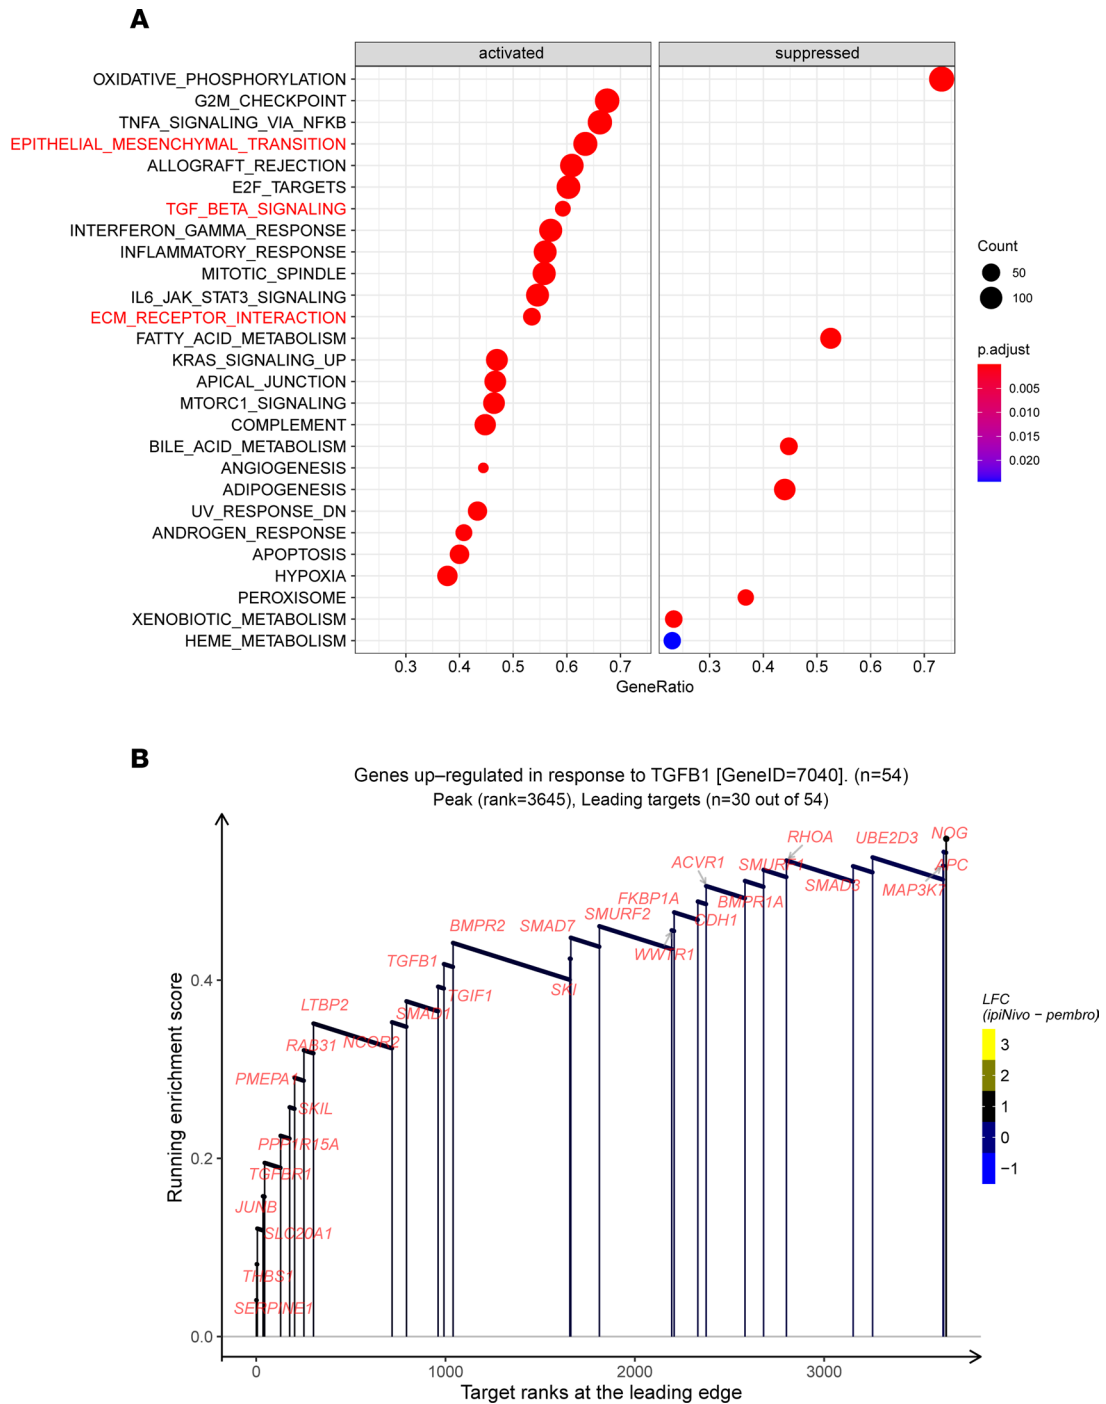 A
activated
suppressed
OXIDATIVE_PHOSPHORYLATION
G2M_CHECKPOINT
TNFA_SIGNALING_VIA_NFKB
EPITHELIAL_MESENCHYMAL_TRANSITION
ALLOGRAFT_REJECTION
E2F_TARGETS
TGF_BETA_SIGNALING
INTERFERON_GAMMA_RESPONSE
INFLAMMATORY_RESPONSE
MITOTIC_SPINDLE
IL6_JAK_STAT3_SIGNALING
ECM_RECEPTOR_INTERACTION
FATTY_ACID_METABOLISM
KRAS_SIGNALING_UP
APICAL_JUNCTION
MTORC1_SIGNALING
COMPLEMENT
BILE_ACID_METABOLISM
ANGIOGENESIS
ADIPOGENESIS
UV_RESPONSE_DN
ANDROGEN_RESPONSE
APOPTOSIS
HYPOXIA
PEROXISOME
XENOBIOTIC_METABOLISM
HEME_METABOLISM
0.3 0.4 0.5 0.6 0.7
0.3 0.4 0.5 0.6 0.7
GeneRatio
Count
50
100
p.adjust
0.005
0.010
0.015
0.020
B
Genes up–regulated in response to TGFB1 [GeneID=7040]. (n=54)
Peak (rank=3645), Leading targets (n=30 out of 54)
Running enrichment score
0.4
0.2
0.0
NOG
RHOA
UBE2D3
ACVR1
SMURF1
APC
SMAD3
MAP3K7
FKBP1A
BMPR1A
SMURF2
CDH1
BMPR2
SMAD7
WWTR1
TGFB1
SKI
TGIF1
LTBP2
SMAD1
RAB31
NCOR2
PMEPA1
SKIL
PPP1R15A
TGFBR1
JUNB
SLC20A1
THBS1
SERPINE1
0 1000 2000 3000
Target ranks at the leading edge
LFC
(ipiNivo − pembro)
3
2
1
0
−1